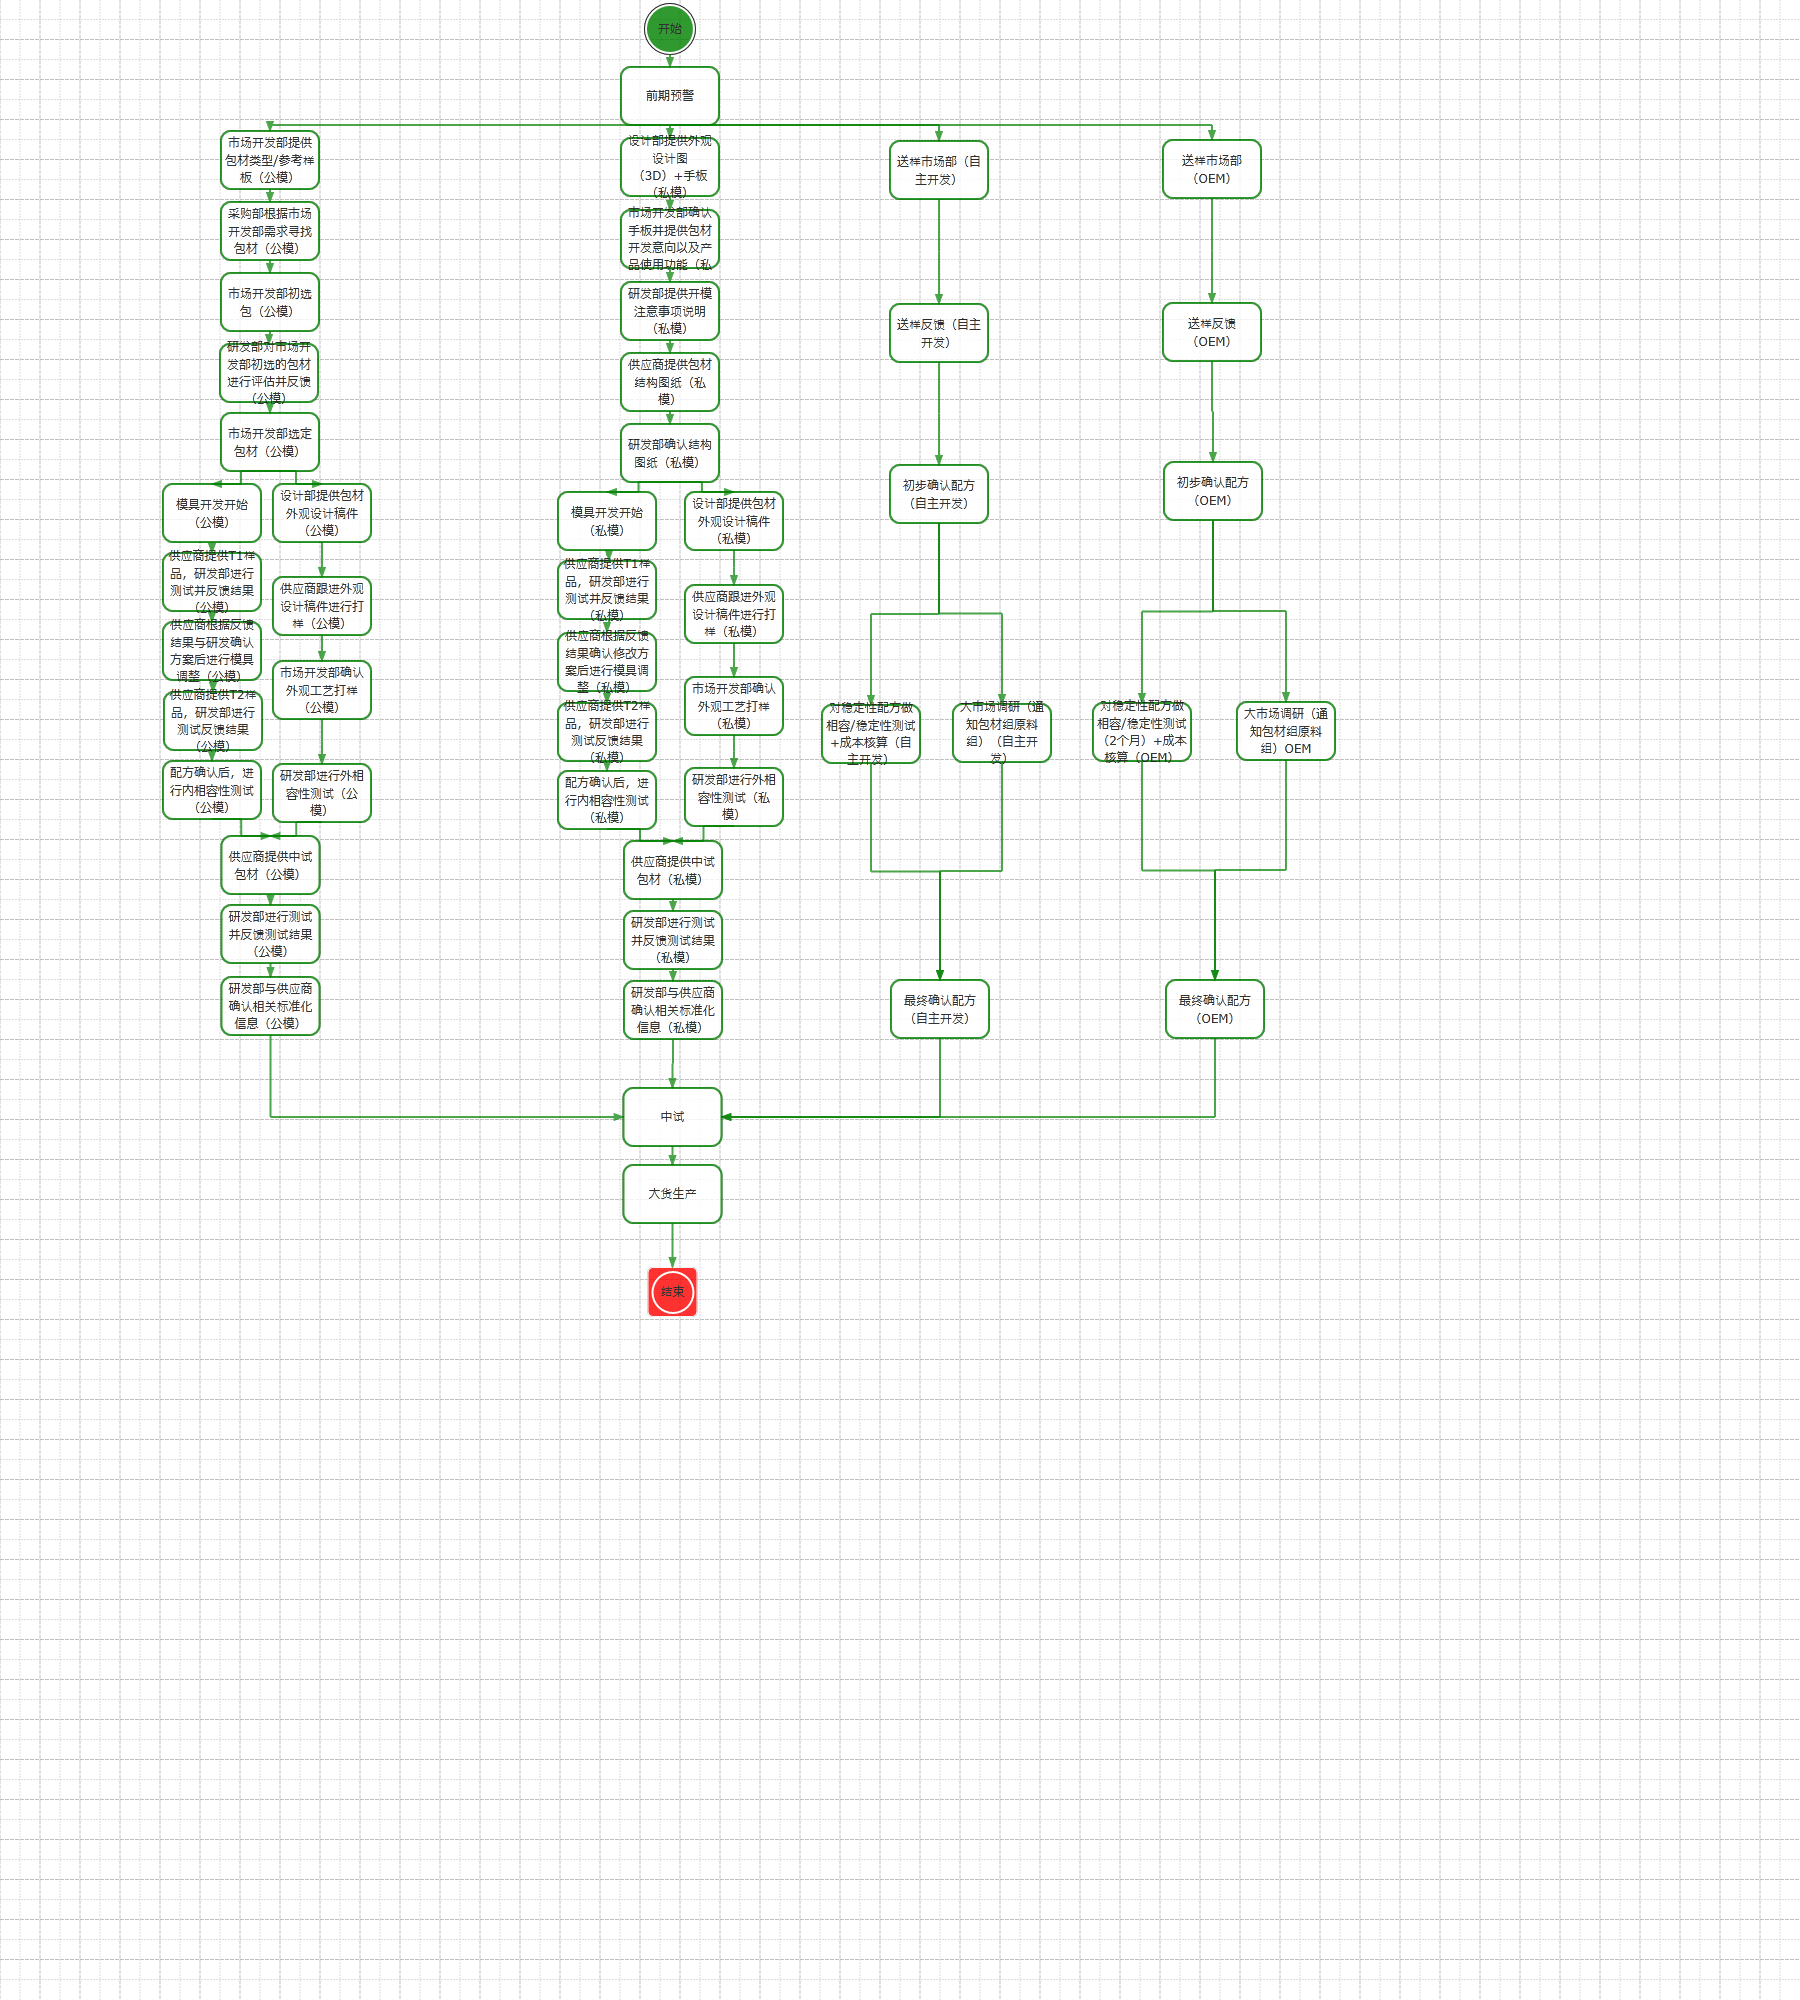 开始
前期预警
市场开发部提供
包材类型/参考样
板（公模）
采购部根据市场
开发部需求寻找
包材（公模）
市场开发部初选
包（公模）
研发部对市场开
发部初选的包材
进行评估并反馈
（公模）
市场开发部选定
包材（公模）
模具开发开始
（公模）
供应商提供T1样
品，研发部进行
测试并反馈结果
（公模）
供应商根据反馈
结果与研发确认
方案后进行模具
调整（公模）
供应商提供T2样
品，研发部进行
测试反馈结果
（公模）
配方确认后，进
行内相容性测试
（公模）
设计部提供包材
外观设计稿件
（公模）
供应商跟进外观
设计稿件进行打
样（公模）
市场开发部确认
外观工艺打样
（公模）
研发部进行外相
容性测试（公
模）
供应商提供中试
包材（公模）
研发部进行测试
并反馈测试结果
（公模）
研发部与供应商
确认相关标准化
信息（公模）
设计部提供外观
设计图
（3D）+手板
（私模）
市场开发部确认
手板并提供包材
开发意向以及产
品使用功能（私
研发部提供开模
注意事项说明
（私模）
供应商提供包材
结构图纸（私
模）
研发部确认结构
图纸（私模）
模具开发开始
（私模）
供应商提供T1样
品，研发部进行
测试并反馈结果
（私模）
供应商根据反馈
结果确认修改方
案后进行模具调
整（私模）
供应商提供T2样
品，研发部进行
测试反馈结果
（私模）
配方确认后，进
行内相容性测试
（私模）
设计部提供包材
外观设计稿件
（私模）
供应商跟进外观
设计稿件进行打
样（私模）
市场开发部确认
外观工艺打样
（私模）
研发部进行外相
容性测试（私
模）
供应商提供中试
包材（私模）
研发部进行测试
并反馈测试结果
（私模）
研发部与供应商
确认相关标准化
信息（私模）
送样市场部（自
主开发）
送样反馈（自主
开发）
初步确认配方
（自主开发）
对稳定性配方做
相容/稳定性测试
+成本核算（自
主开发）
大市场调研（通
知包材组原料
组）（自主开
发）
最终确认配方
（自主开发）
送样市场部
（OEM）
送样反馈
（OEM）
初步确认配方
（OEM）
对稳定性配方做
相容/稳定性测试
（2个月）+成本
核算（OEM）
大市场调研（通
知包材组原料
组）OEM
最终确认配方
（OEM）
中试
大货生产
结束